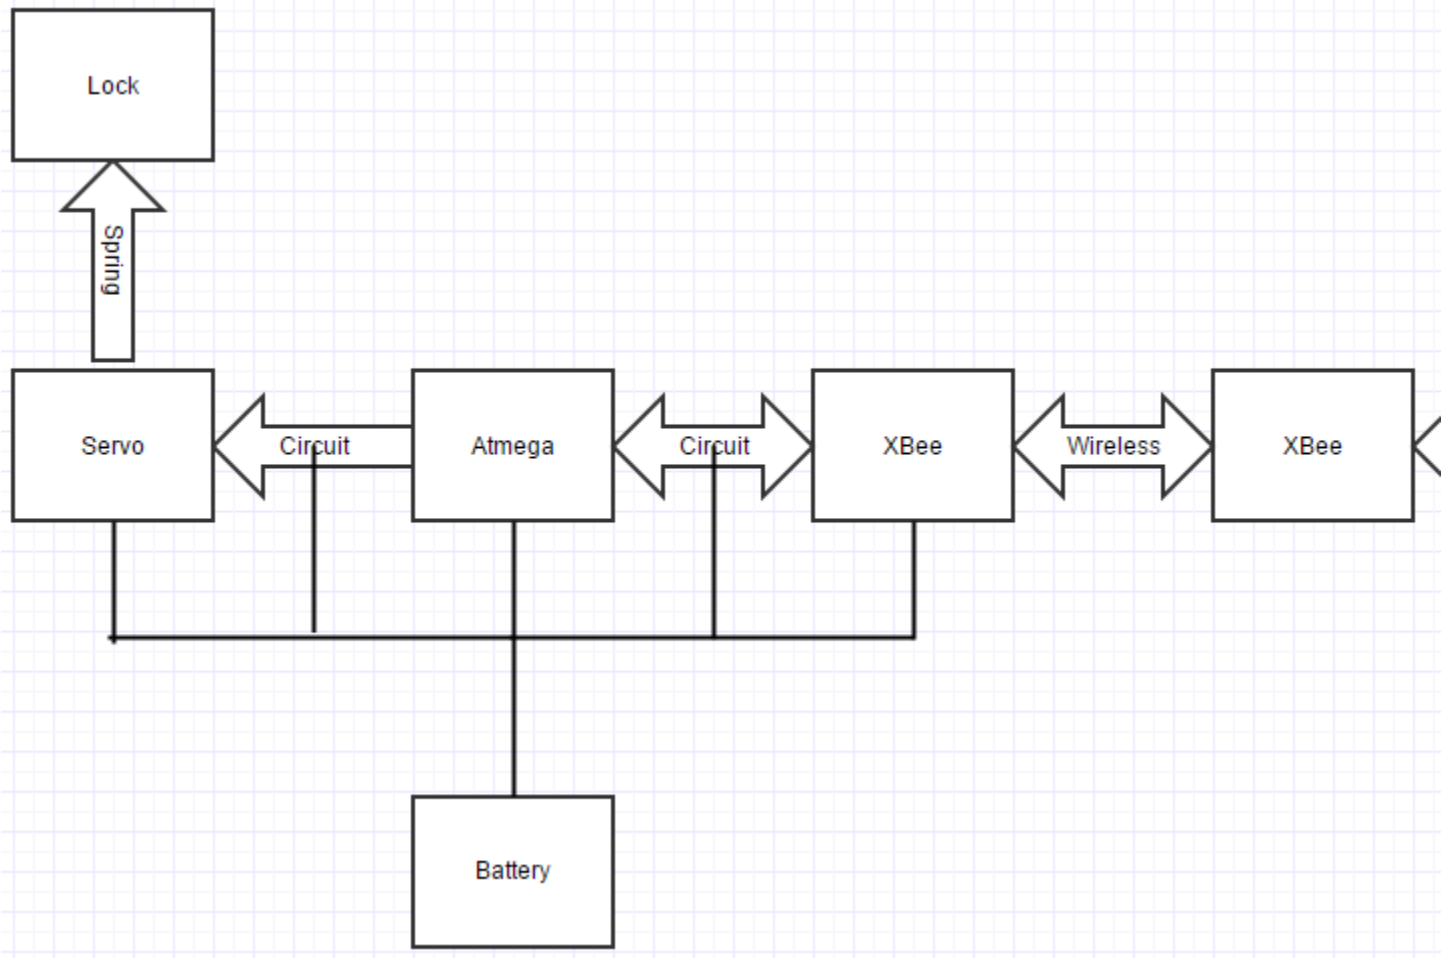 Lock
Spring
Servo
Circuit
Atmega
Circuit
XBee
Wireless
XBee
Battery